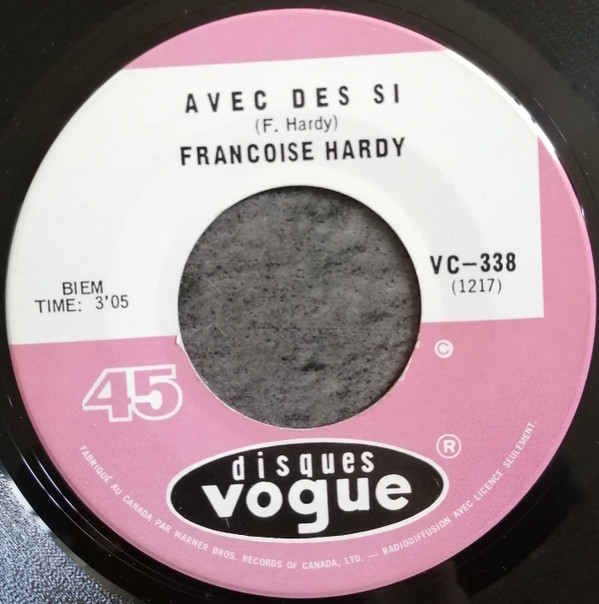 AVEC DES SI
(F. Hardy)
FRANCOISE HARDY
VC-338
(1217)
BIEM
TIME: 3'05
©
45
®
disques
vogue
FABRIQUÉ AU CANADA PAR WARNER BROS. RECORDS OF CANADA, LTD. — RADIODIFFUSION AVEC LICENCE SEULEMENT.